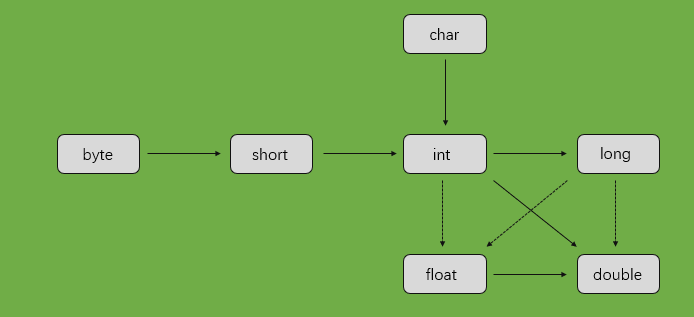 char
byte
short
int
long
float
double